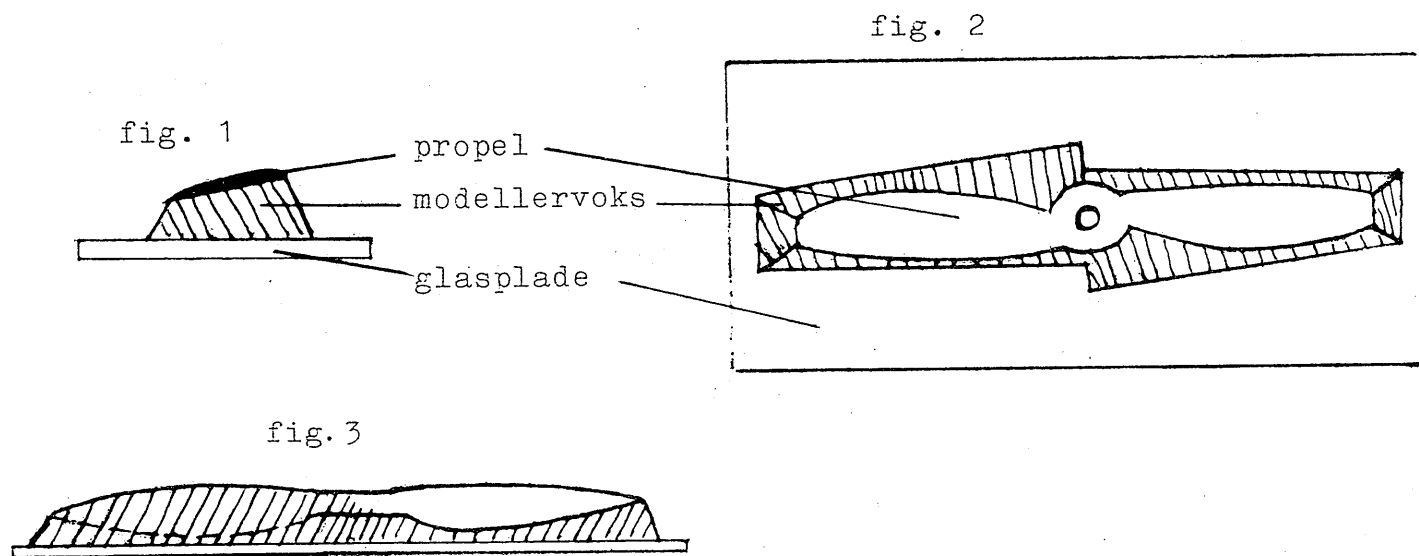 fig. 2
fig. 1
propel
modellervoks
glasplade
fig.3